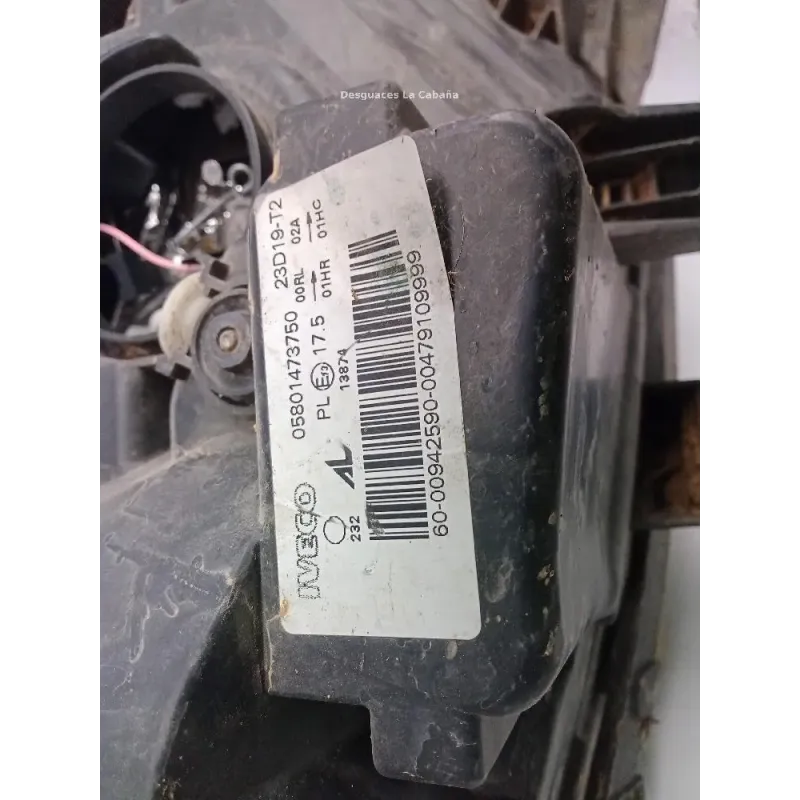 Desguaces La Cabaña
IVECO 05801473750 23D19-T2
PL E13 17.5 00RL 02A
01HR 01HC
232 AL 13874
60-00942590-00479109999